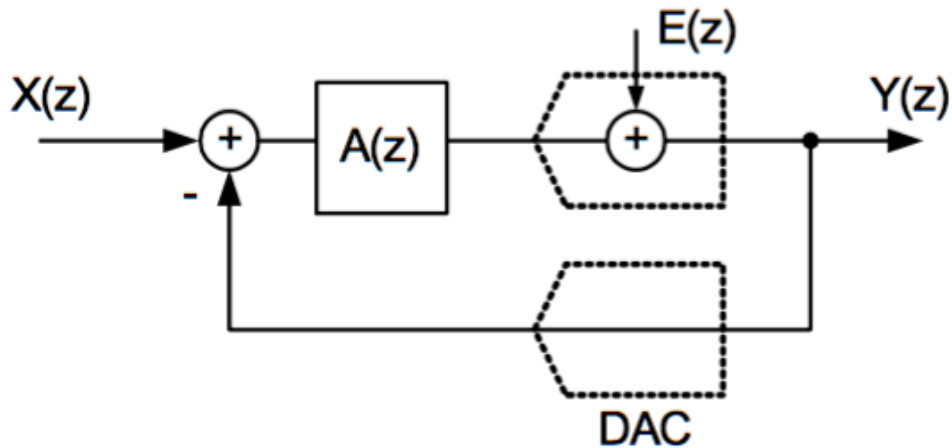 E(z)
X(z)
+
A(z)
+
Y(z)
-
DAC